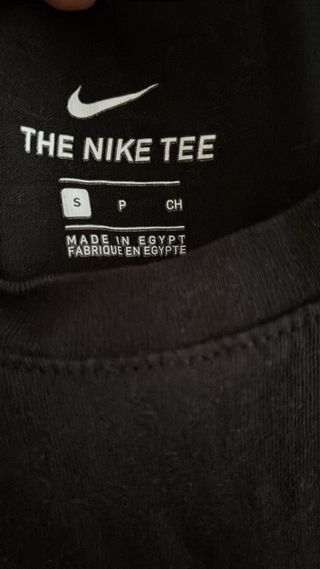 THE NIKE TEE
S P CH
MADE IN EGYPT
FABRIQUE EN EGYPTE